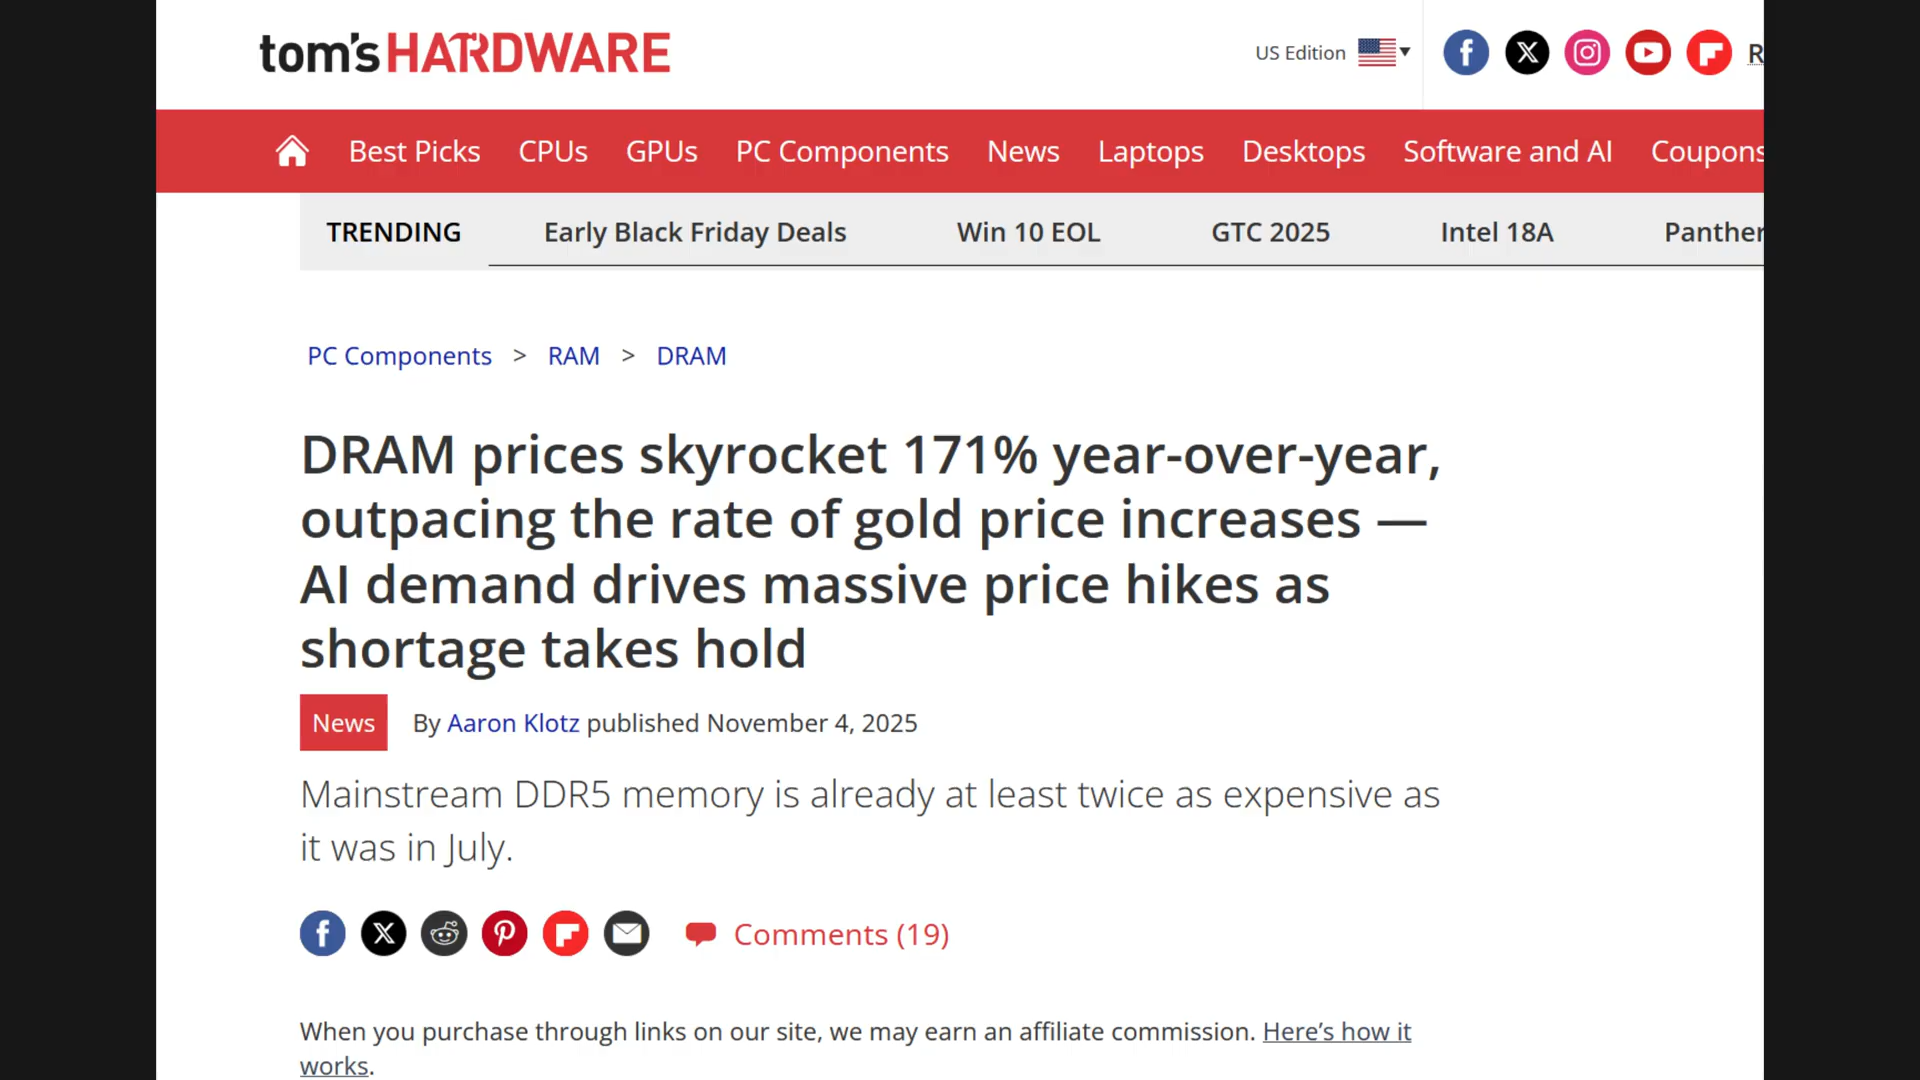 tom's HARDWARE
US Edition
R
Best Picks CPUs GPUs PC Components News Laptops Desktops Software and AI Coupons
TRENDING Early Black Friday Deals Win 10 EOL GTC 2025 Intel 18A Panther
PC Components > RAM > DRAM
DRAM prices skyrocket 171% year-over-year,
outpacing the rate of gold price increases —
AI demand drives massive price hikes as
shortage takes hold
News By Aaron Klotz published November 4, 2025
Mainstream DDR5 memory is already at least twice as expensive as
it was in July.
Comments (19)
When you purchase through links on our site, we may earn an affiliate commission. Here’s how it
works.